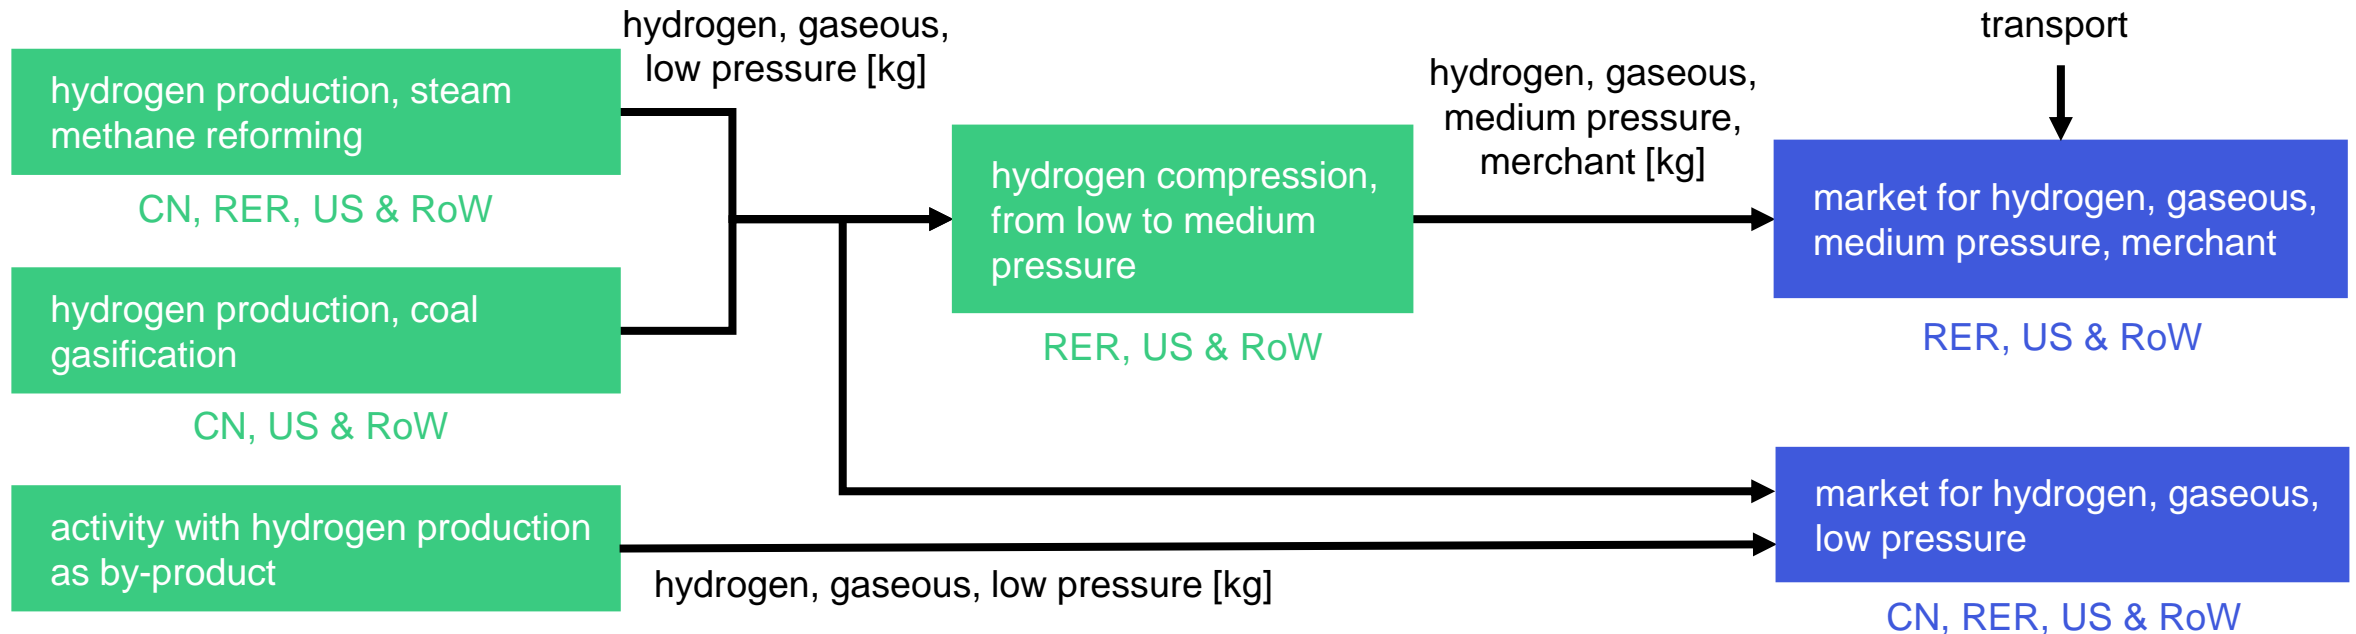 hydrogen production, steam
methane reforming
CN, RER, US & RoW
hydrogen production, coal
gasification
CN, US & RoW
activity with hydrogen production
as by-product
hydrogen, gaseous,
low pressure [kg]
hydrogen, gaseous, low pressure [kg]
hydrogen compression,
from low to medium
pressure
RER, US & RoW
hydrogen, gaseous,
medium pressure,
merchant [kg]
transport
market for hydrogen, gaseous,
medium pressure, merchant
RER, US & RoW
market for hydrogen, gaseous,
low pressure
CN, RER, US & RoW